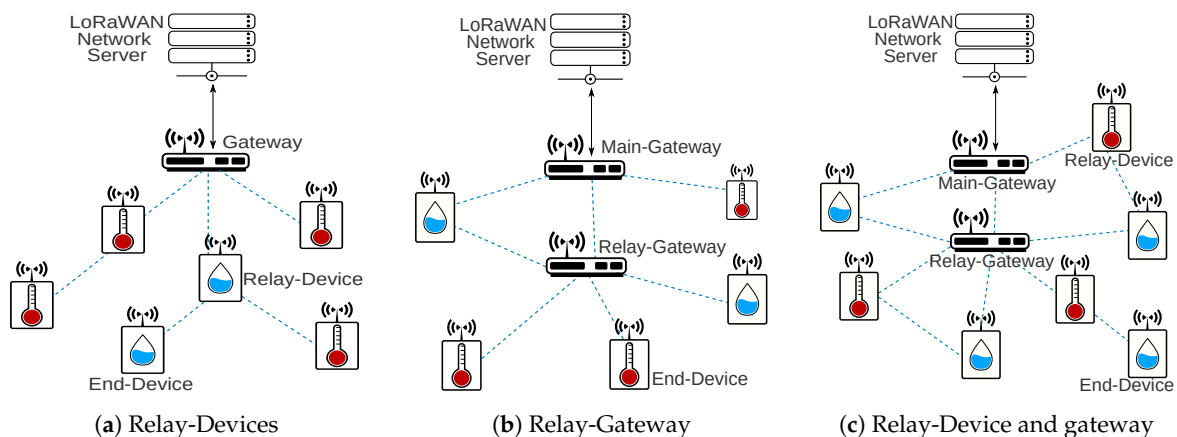 LoRaWAN
Network
Server
Gateway
Relay-Device
End-Device
(a) Relay-Devices
LoRaWAN
Network
Server
Main-Gateway
Relay-Gateway
End-Device
(b) Relay-Gateway
LoRaWAN
Network
Server
Relay-Device
Main-Gateway
Relay-Gateway
End-Device
(c) Relay-Device and gateway